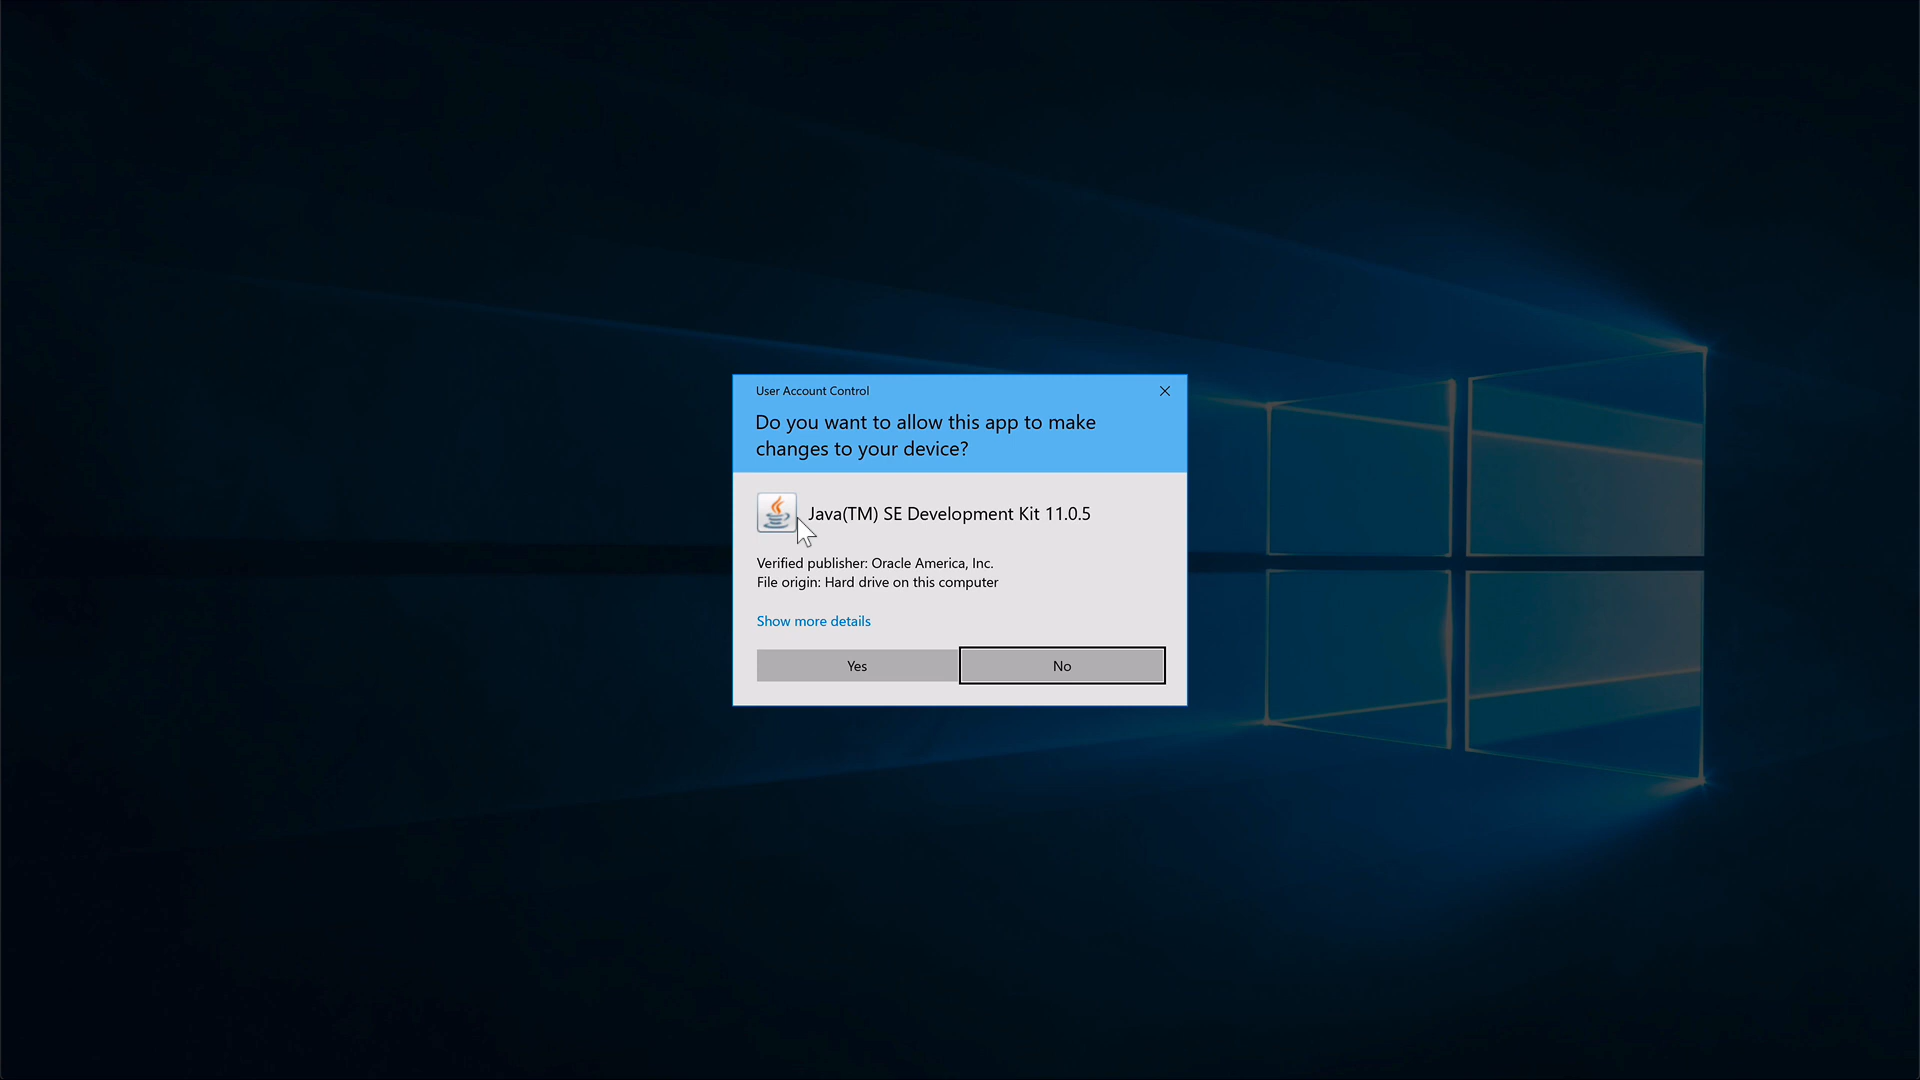 User Account Control
Do you want to allow this app to make
changes to your device?
Java(TM) SE Development Kit 11.0.5
Verified publisher: Oracle America, Inc.
File origin: Hard drive on this computer
Show more details
Yes
No